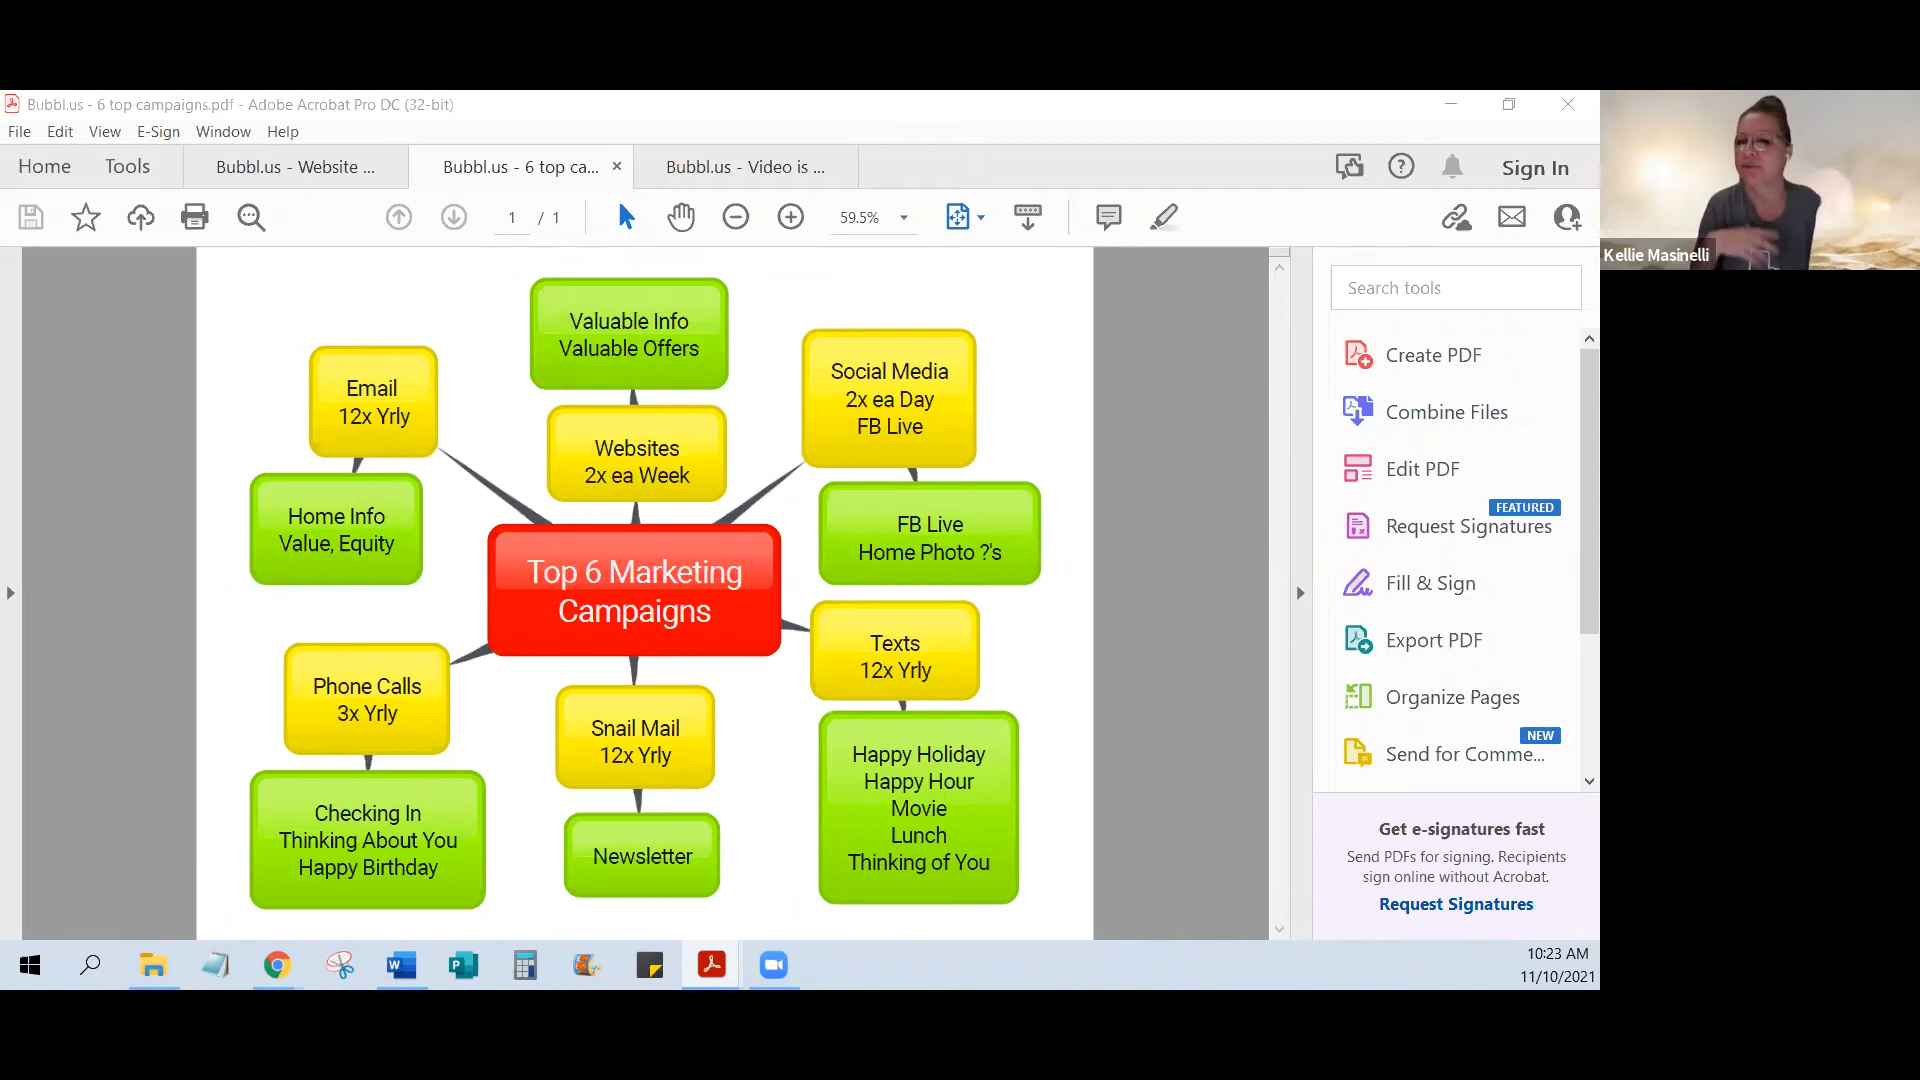 Bubbl.us - 6 top campaigns.pdf - Adobe Acrobat Pro DC (32-bit)
File Edit View E-Sign Window Help
Home Tools Bubbl.us - Website ... Bubbl.us - 6 top ca... × Bubbl.us - Video is ... Sign In
1 / 1 59.5%
Kellie Masinelli
Valuable Info
Valuable Offers
Email
12x Yrly
Websites
2x ea Week
Social Media
2x ea Day
FB Live
Home Info
Value, Equity
FB Live
Home Photo ?'s
Top 6 Marketing
Campaigns
Phone Calls
3x Yrly
Snail Mail
12x Yrly
Texts
12x Yrly
Checking In
Thinking About You
Happy Birthday
Newsletter
Happy Holiday
Happy Hour
Movie
Lunch
Thinking of You
Search tools
Create PDF
Combine Files
Edit PDF
FEATURED
Request Signatures
Fill & Sign
Export PDF
Organize Pages
NEW
Send for Comme...
Get e-signatures fast
Send PDFs for signing. Recipients
sign online without Acrobat.
Request Signatures
10:23 AM
11/10/2021